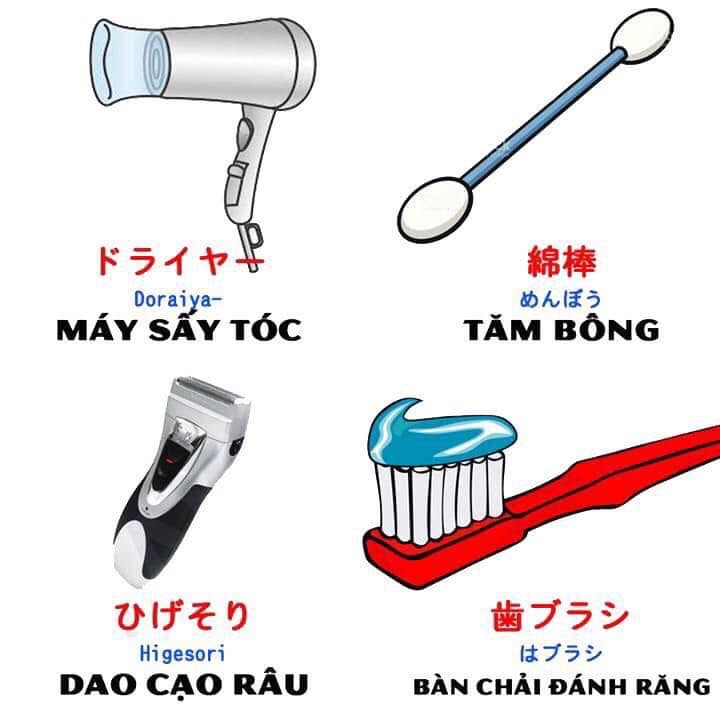 ドライヤー
Doraiya-
MÁY SẤY TÓC
綿棒
めんぼう
TĂM BÔNG
ひげそり
Higesori
DAO CẠO RÂU
歯ブラシ
はブラシ
BÀN CHẢI ĐÁNH RĂNG